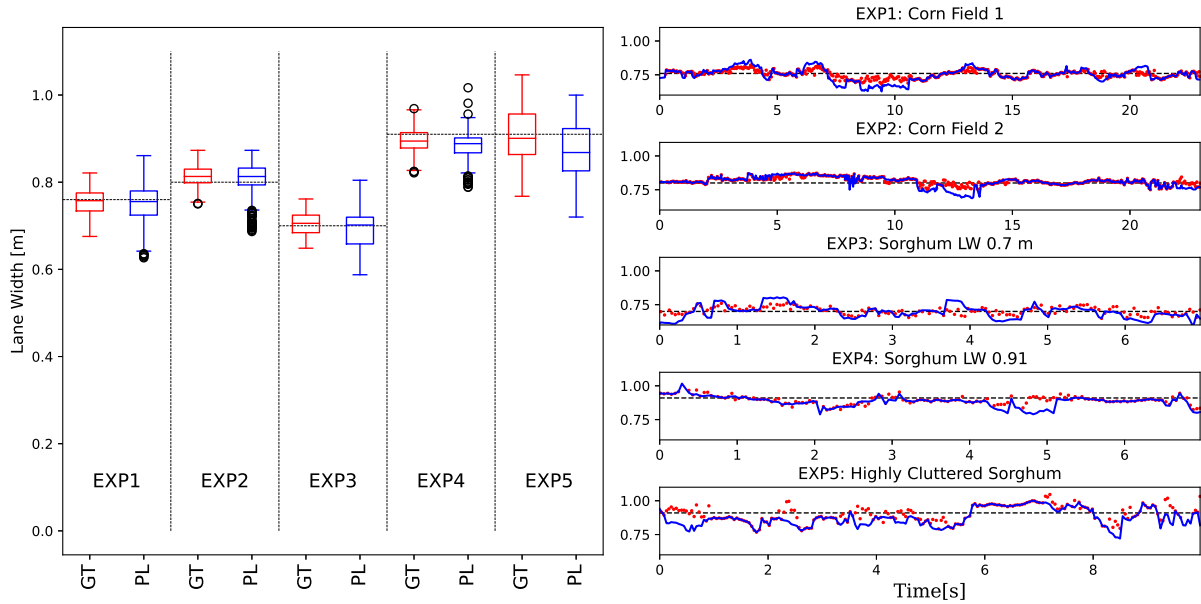 Lane Width [m]
1.0
0.8
0.6
0.4
0.2
0.0
EXP1 EXP2 EXP3 EXP4 EXP5
GT PL GT PL GT PL GT PL GT PL
EXP1: Corn Field 1
1.00
0.75
0 5 10 15 20
EXP2: Corn Field 2
1.00
0.75
0 5 10 15 20
EXP3: Sorghum LW 0.7 m
1.00
0.75
0 1 2 3 4 5 6
EXP4: Sorghum LW 0.91
1.00
0.75
0 1 2 3 4 5 6
EXP5: Highly Cluttered Sorghum
1.00
0.75
0 2 4 6 8
Time[s]